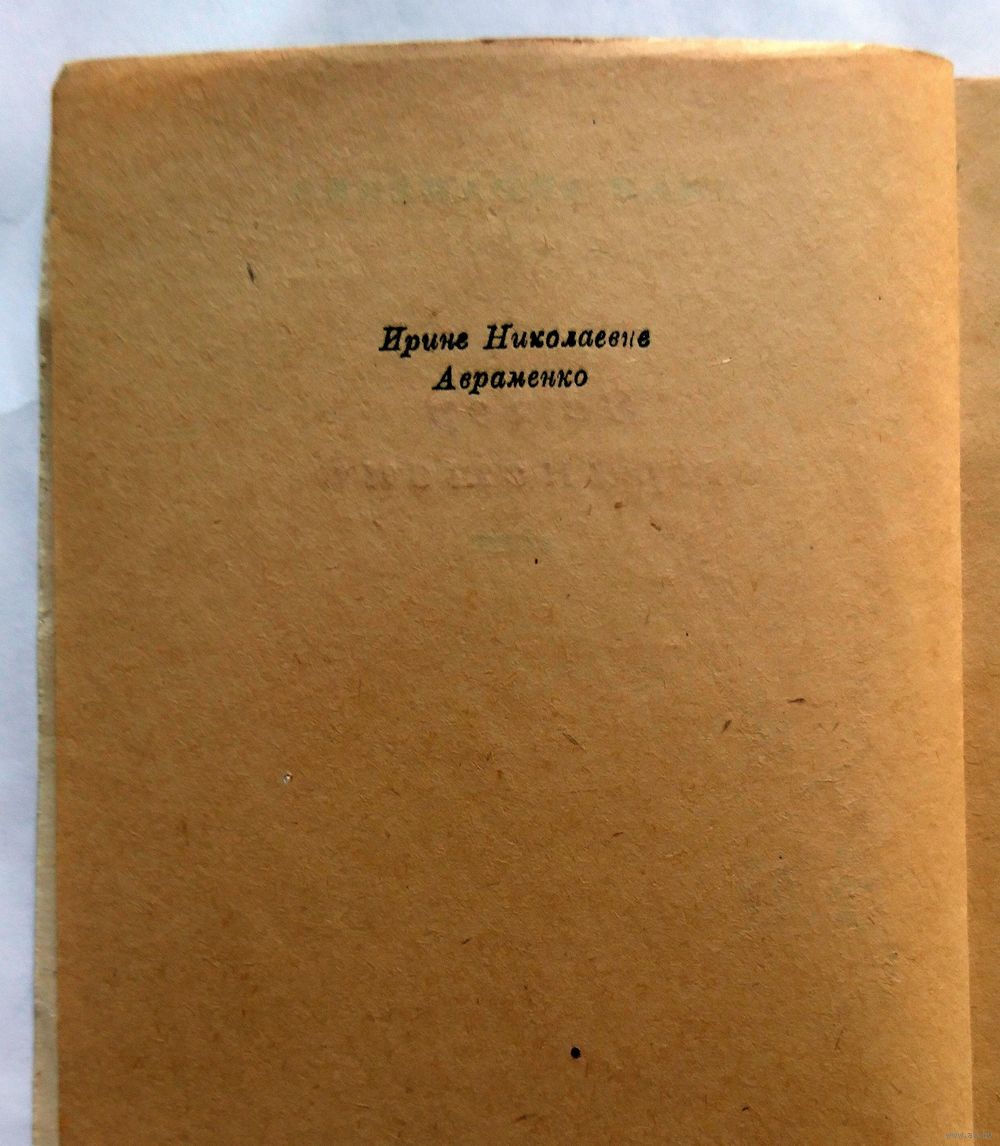 Ирине Николаевне
Авраменко